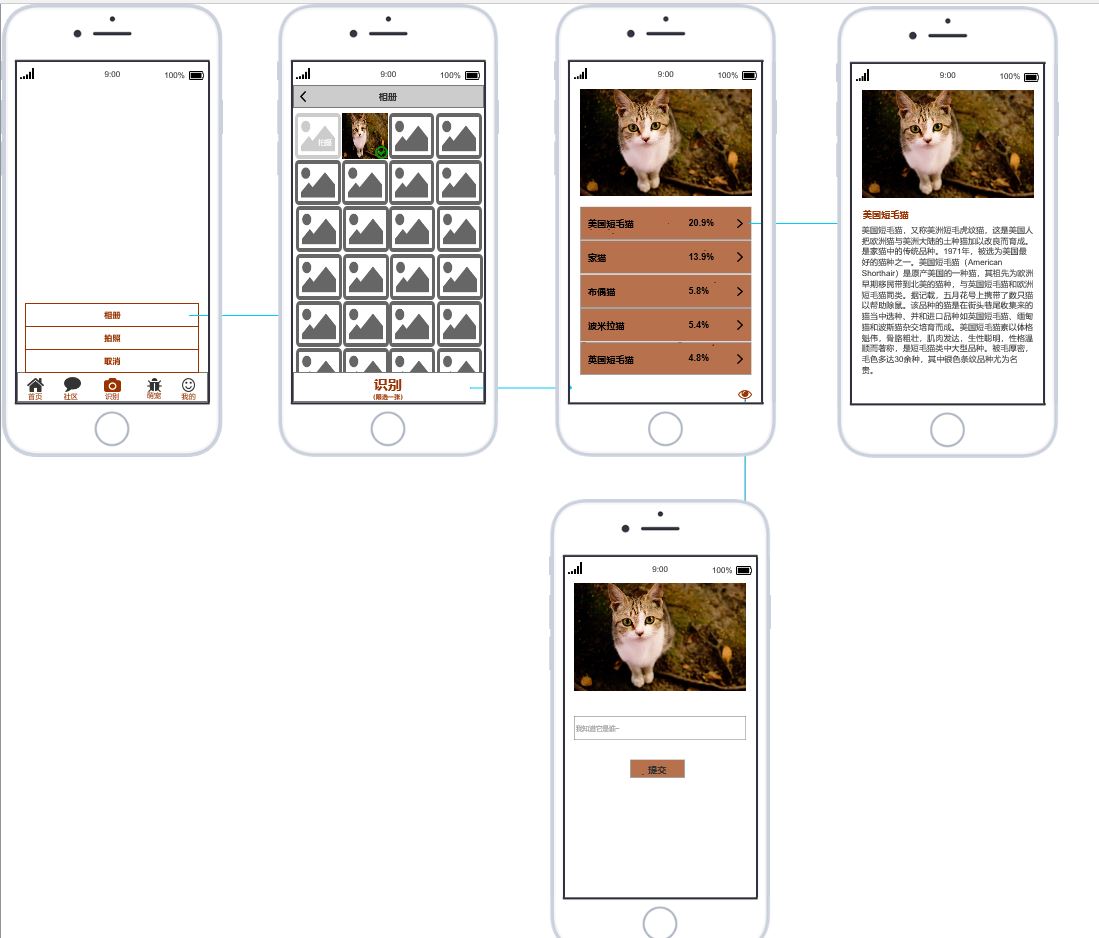 9:00
100%
相册
拍照
取消
首页
社区
识别
萌宠
我的
9:00
100%
相册
拍照
识别
(限选一张)
9:00
100%
美国短毛猫 20.9%
家猫 13.9%
布偶猫 5.8%
波米拉猫 5.4%
英国短毛猫 4.8%
9:00
100%
美国短毛猫
美国短毛猫，又称美洲短毛虎纹猫，这是美国人
把欧洲猫与美洲大陆的土种猫加以改良而育成。
是家猫中的传统品种。1971年，被选为美国最
好的猫种之一。美国短毛猫（American
Shorthair）是原产美国的一种猫，其祖先为欧洲
早期移民带到北美的猫种，与英国短毛猫和欧洲
短毛猫同类。据记载，五月花号上携带了数只猫
以帮助除鼠。该品种的猫是在街头巷尾收集来的
猫当中选种、并和进口品种如英国短毛猫、缅甸
猫和波斯猫杂交培育而成。美国短毛猫素以体格
魁伟，骨骼粗壮，肌肉发达，生性聪明，性格温
顺而著称，是短毛猫类中大型品种。被毛厚密，
毛色多达30余种，其中银色条纹品种尤为名
贵。
9:00
100%
我知道它是谁~
提交